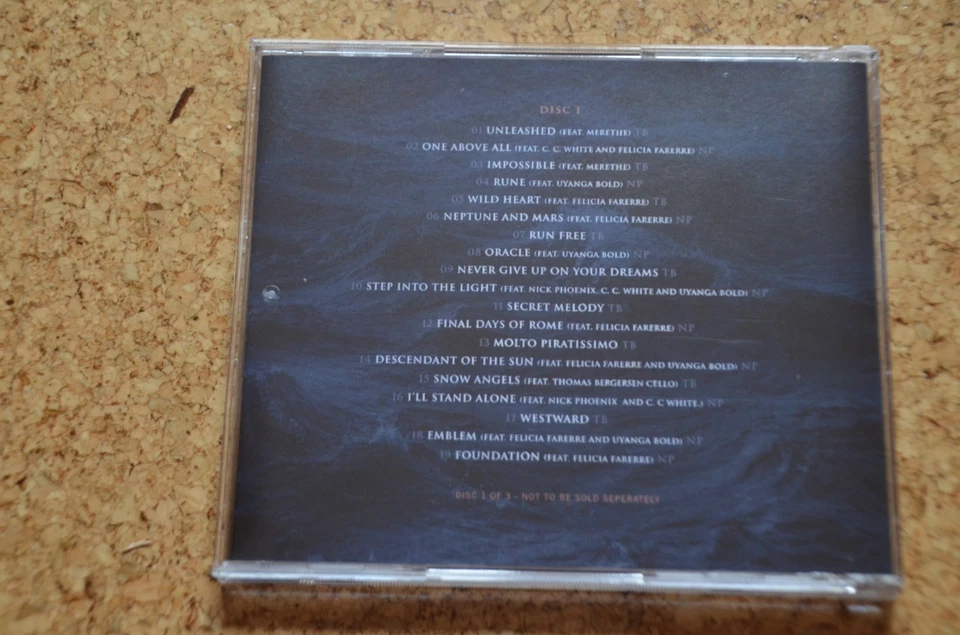 DISC 1
01 UNLEASHED (FEAT. MERETHE) TB
02 ONE ABOVE ALL (FEAT. C. C. WHITE AND FELICIA FARERRE) NP
03 IMPOSSIBLE (FEAT. MERETHE) TB
04 RUNE (FEAT. UYANGA BOLD) NP
05 WILD HEART (FEAT. FELICIA FARERRE) TB
06 NEPTUNE AND MARS (FEAT. FELICIA FARERRE) NP
07 RUN FREE TB
08 ORACLE (FEAT. UYANGA BOLD) NP
09 NEVER GIVE UP ON YOUR DREAMS TB
10 STEP INTO THE LIGHT (FEAT. NICK PHOENIX, C. C. WHITE AND UYANGA BOLD) NP
11 SECRET MELODY TB
12 FINAL DAYS OF ROME (FEAT. FELICIA FARERRE) NP
13 MOLTO PIRATISSIMO TB
14 DESCENDANT OF THE SUN (FEAT. FELICIA FARERRE AND UYANGA BOLD) NP
15 SNOW ANGELS (FEAT. THOMAS BERGERSEN CELLO) TB
16 I'LL STAND ALONE (FEAT. NICK PHOENIX AND C. C WHITE.) NP
17 WESTWARD TB
18 EMBLEM (FEAT. FELICIA FARERRE AND UYANGA BOLD) NP
19 FOUNDATION (FEAT. FELICIA FARERRE) NP
DISC 1 OF 3 - NOT TO BE SOLD SEPERATELY